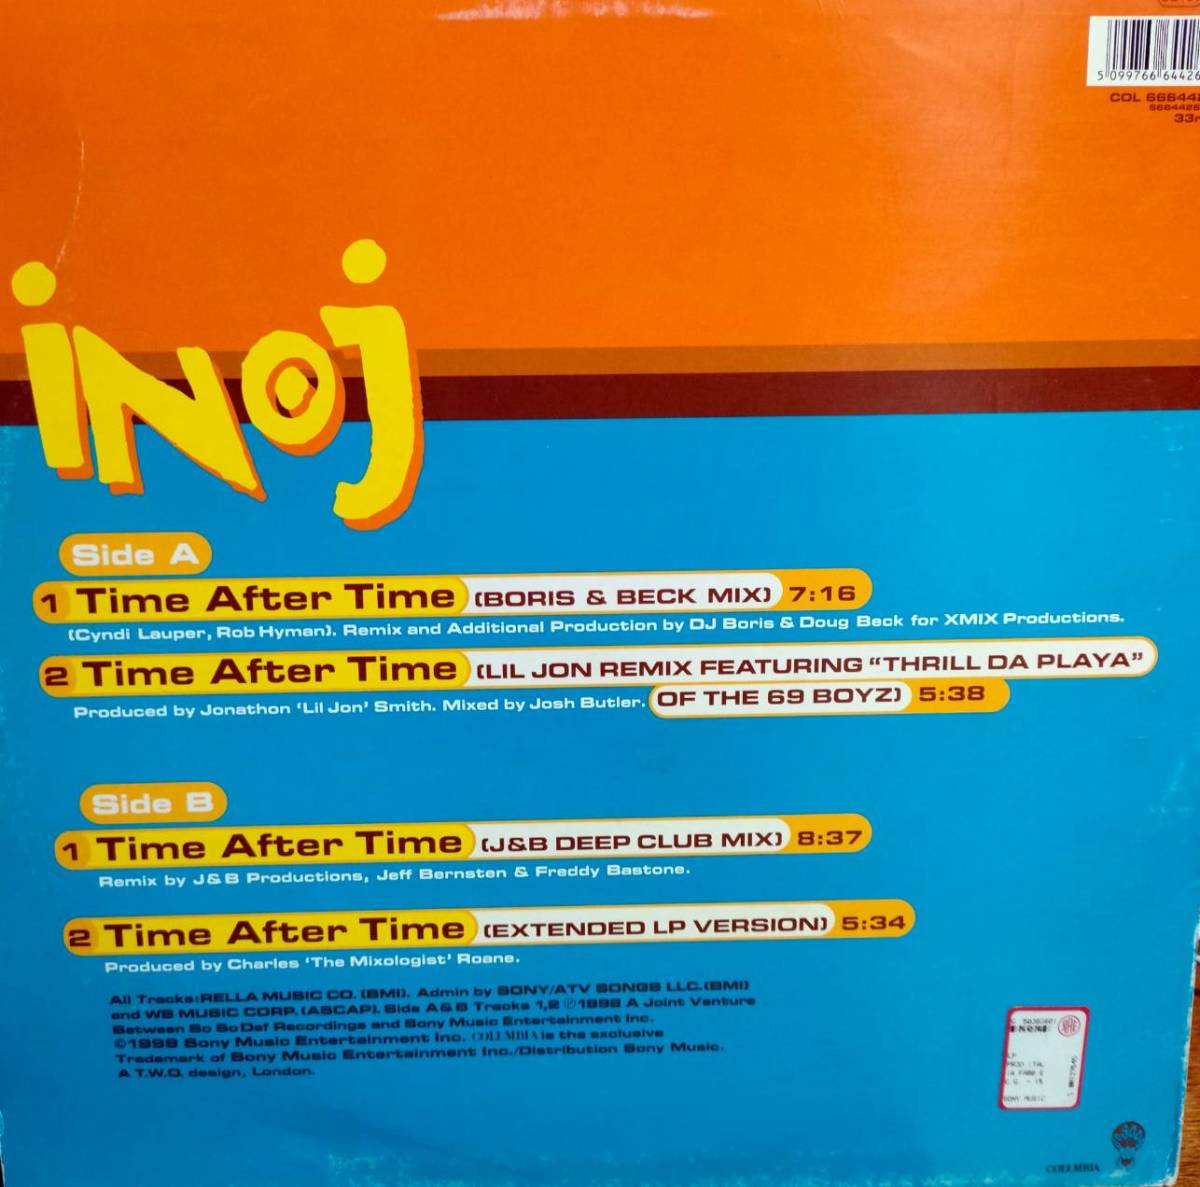 5 099766 64426
COL 666442
33r
inoj
Side A
1 Time After Time (BORIS & BECK MIX) 7:16
(Cyndi Lauper, Rob Hyman). Remix and Additional Production by DJ Boris & Doug Beck for XMIX Productions.
2 Time After Time (LIL JON REMIX FEATURING “THRILL DA PLAYA”
Produced by Jonathon ‘Lil Jon’ Smith. Mixed by Josh Butler. OF THE 69 BOYZ) 5:38
Side B
1 Time After Time (J&B DEEP CLUB MIX) 8:37
Remix by J&B Productions, Jeff Bernsten & Freddy Bastone.
2 Time After Time (EXTENDED LP VERSION) 5:34
Produced by Charles ‘The Mixologist’ Roane.
All Tracks: RELLA MUSIC CO. (BMI). Admin by SONY/ATV SONGS LLC. (BMI)
and WB MUSIC CORP. (ASCAP). Side A & B Tracks 1,2 ℗1998 A Joint Venture
Between So So Def Recordings and Sony Music Entertainment Inc.
©1998 Sony Music Entertainment Inc. COLUMBIA is the exclusive
Trademark of Sony Music Entertainment Inc./Distribution Sony Music.
A T.W.O. design, London.
LP
SONY MUSIC
COLUMBIA